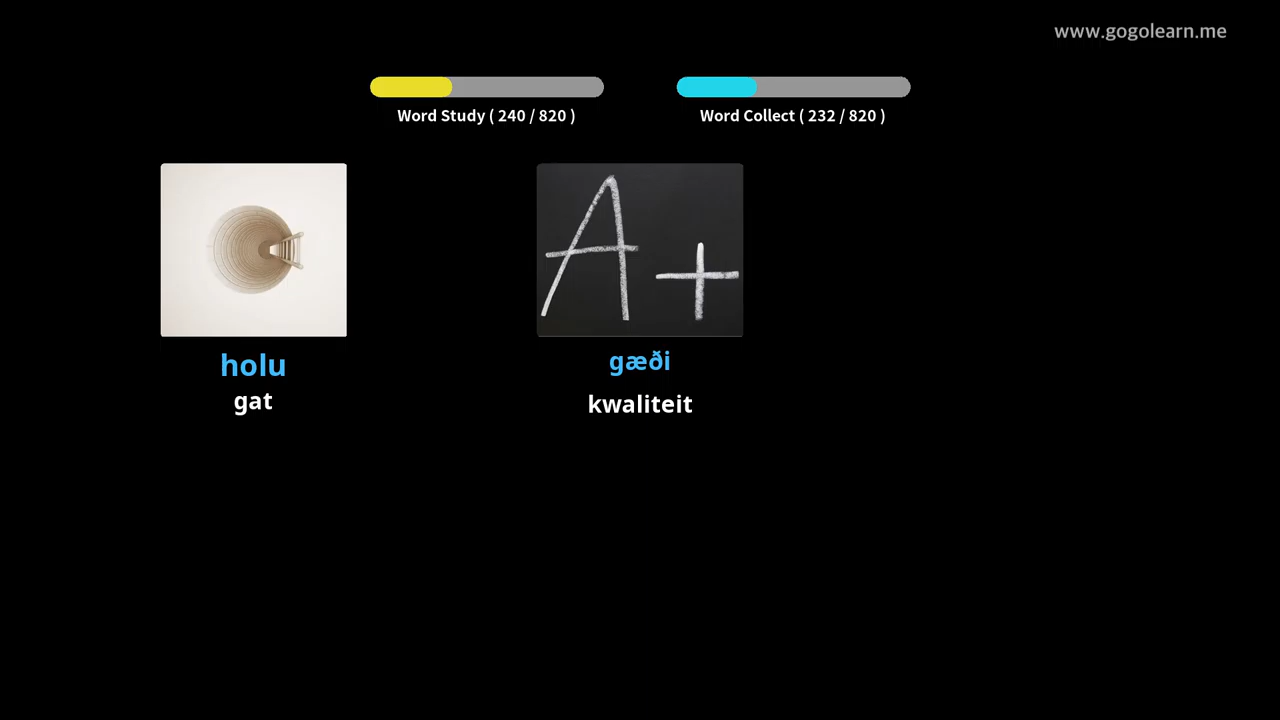 www.gogolearn.me
Word Study ( 240 / 820 )
Word Collect ( 232 / 820 )
A+
holu
gat
gæði
kwaliteit